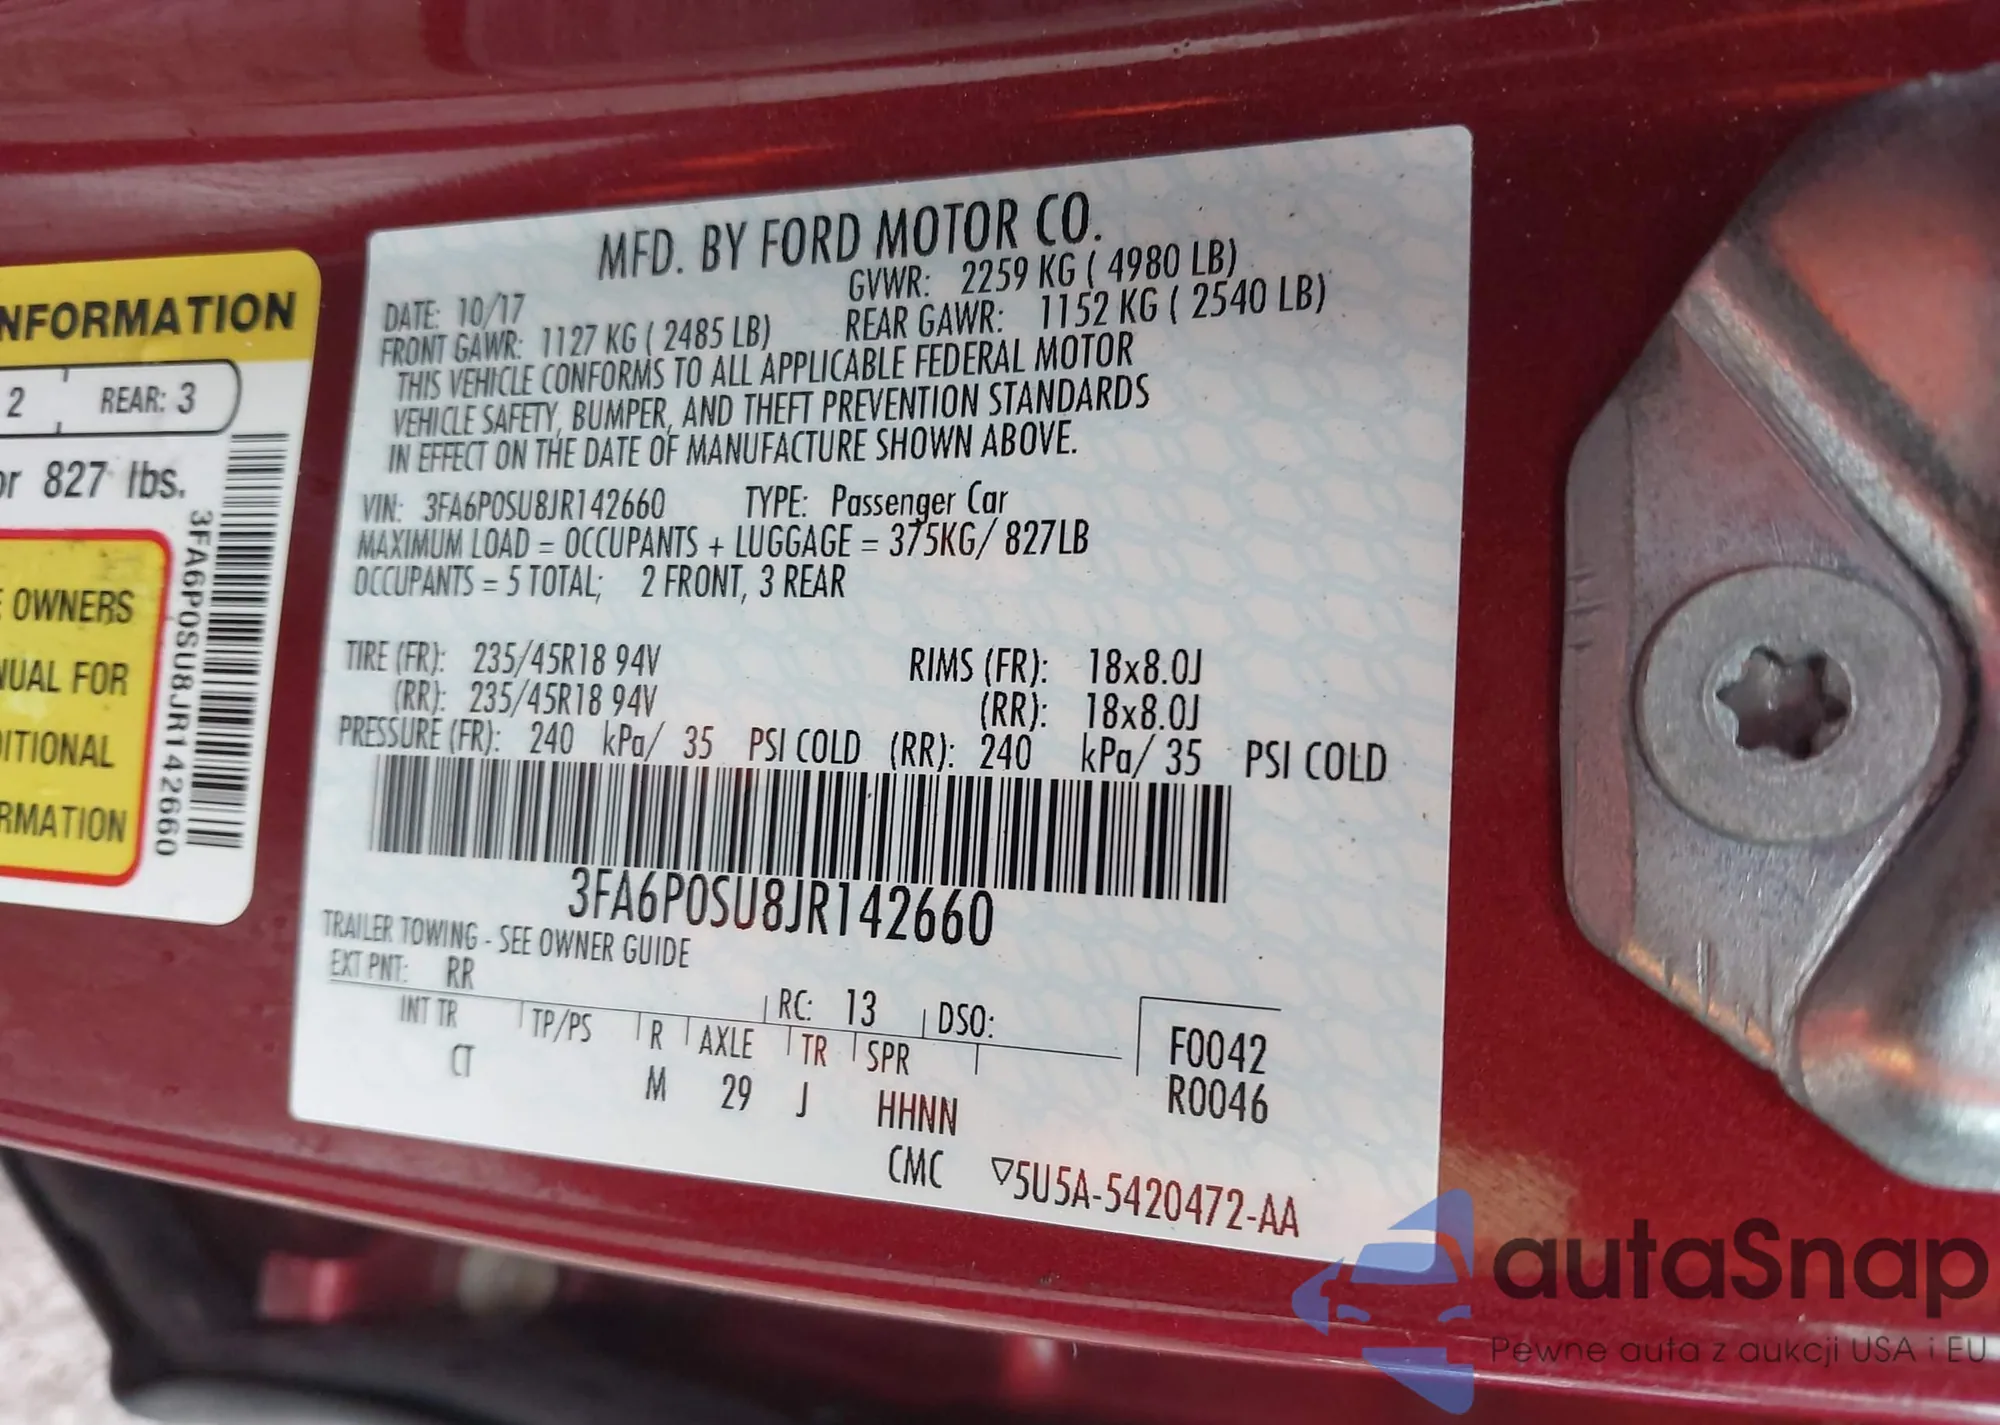 NFORMATION
2 REAR: 3
or 827 lbs.
OWNERS
UAL FOR
DITIONAL
RMATION
3FA6P0SU8JR142660
MFD. BY FORD MOTOR CO.
DATE: 10/17 GVWR: 2259 KG ( 4980 LB)
FRONT GAWR: 1127 KG ( 2485 LB) REAR GAWR: 1152 KG ( 2540 LB)
THIS VEHICLE CONFORMS TO ALL APPLICABLE FEDERAL MOTOR
VEHICLE SAFETY, BUMPER, AND THEFT PREVENTION STANDARDS
IN EFFECT ON THE DATE OF MANUFACTURE SHOWN ABOVE.
VIN: 3FA6P0SU8JR142660 TYPE: Passenger Car
MAXIMUM LOAD = OCCUPANTS + LUGGAGE = 375KG/ 827LB
OCCUPANTS = 5 TOTAL; 2 FRONT, 3 REAR
TIRE (FR): 235/45R18 94V RIMS (FR): 18x8.0J
(RR): 235/45R18 94V (RR): 18x8.0J
PRESSURE (FR): 240 kPa/ 35 PSI COLD (RR): 240 kPa/ 35 PSI COLD
3FA6P0SU8JR142660
TRAILER TOWING - SEE OWNER GUIDE
EXT PNT: RR RC: 13 DSO:
INT TR TP/PS R AXLE TR SPR F0042
CT M 29 J HHNN R0046
CMC ▽5U5A-5420472-AA
autoSnap
Pewne auta z aukcji USA i EU